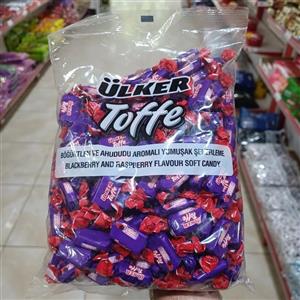 ÜLKER
Toffe
BÖĞÜRTLEN VE AHUDUDU AROMALI YUMUŞAK ŞEKERLEME
BLACKBERRY AND RASPBERRY FLAVOUR SOFT CANDY